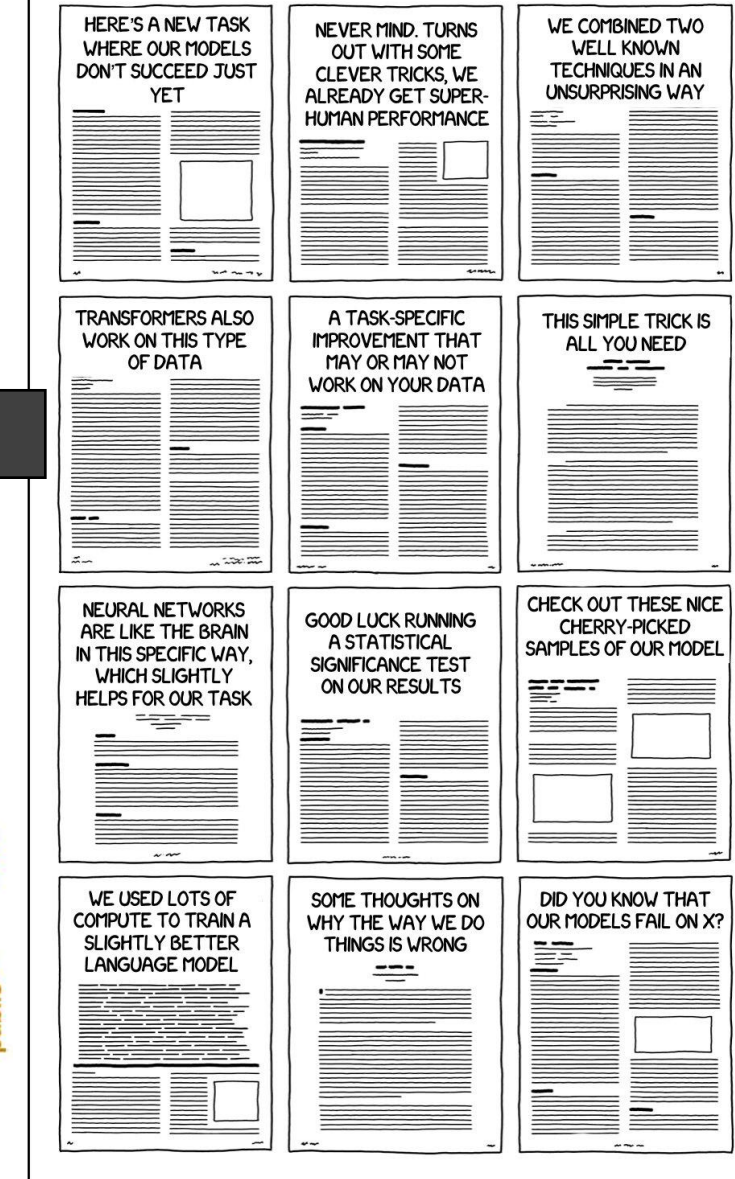 HERE'S A NEW TASK
WHERE OUR MODELS
DON'T SUCCEED JUST
YET
NEVER MIND. TURNS
OUT WITH SOME
CLEVER TRICKS, WE
ALREADY GET SUPER-
HUMAN PERFORMANCE
WE COMBINED TWO
WELL KNOWN
TECHNIQUES IN AN
UNSURPRISING WAY
TRANSFORMERS ALSO
WORK ON THIS TYPE
OF DATA
A TASK-SPECIFIC
IMPROVEMENT THAT
MAY OR MAY NOT
WORK ON YOUR DATA
THIS SIMPLE TRICK IS
ALL YOU NEED
NEURAL NETWORKS
ARE LIKE THE BRAIN
IN THIS SPECIFIC WAY,
WHICH SLIGHTLY
HELPS FOR OUR TASK
GOOD LUCK RUNNING
A STATISTICAL
SIGNIFICANCE TEST
ON OUR RESULTS
CHECK OUT THESE NICE
CHERRY-PICKED
SAMPLES OF OUR MODEL
WE USED LOTS OF
COMPUTE TO TRAIN A
SLIGHTLY BETTER
LANGUAGE MODEL
SOME THOUGHTS ON
WHY THE WAY WE DO
THINGS IS WRONG
DID YOU KNOW THAT
OUR MODELS FAIL ON X?